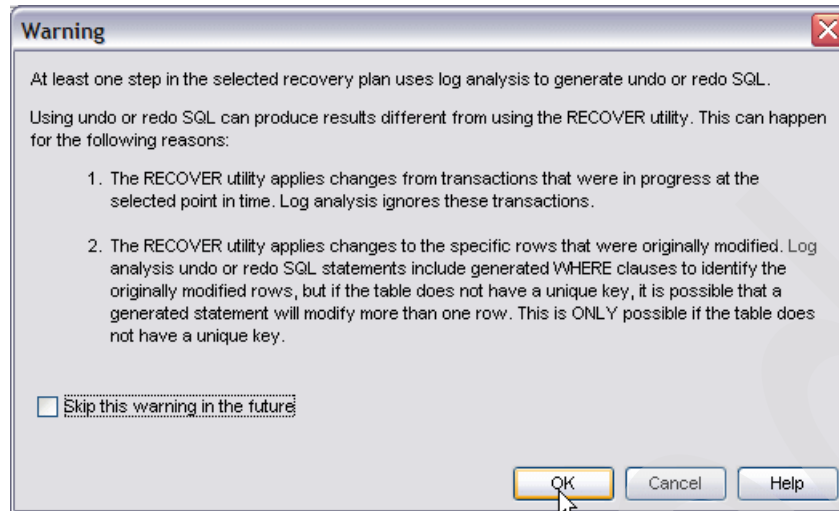 Warning
At least one step in the selected recovery plan uses log analysis to generate undo or redo SQL.
Using undo or redo SQL can produce results different from using the RECOVER utility. This can happen
for the following reasons:
1. The RECOVER utility applies changes from transactions that were in progress at the
selected point in time. Log analysis ignores these transactions.
2. The RECOVER utility applies changes to the specific rows that were originally modified. Log
analysis undo or redo SQL statements include generated WHERE clauses to identify the
originally modified rows, but if the table does not have a unique key, it is possible that a
generated statement will modify more than one row. This is ONLY possible if the table does
not have a unique key.
Skip this warning in the future
OK Cancel Help